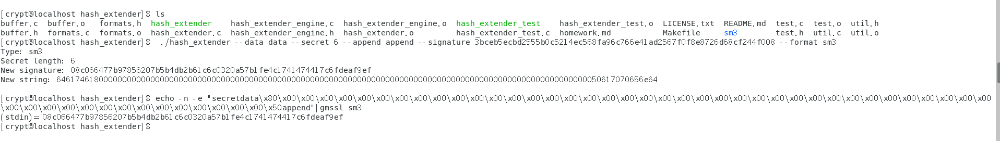 [crypt@localhost hash_extender]$ ls
buffer.c buffer.o formats.h hash_extender hash_extender_engine.c hash_extender_engine.o hash_extender_test hash_extender_test.o LICENSE.txt README.md test.c test.o util.h
buffer.h formats.c formats.o hash_extender.c hash_extender_engine.h hash_extender.o hash_extender_test.c homework.md Makefile sm3 test.h util.c util.o
[crypt@localhost hash_extender]$ ./hash_extender --data data --secret 6 --append append --signature 3bceb5ecbd2555b0c5214ec568fa96c766e41ad2567f0f8e8726d68cf244f008 --format sm3
Type: sm3
Secret length: 6
New signature: 08c066477b97856207b5b4db2b61c6c0320a57b1fe4c1741474417c6fdeaf9ef
New string: 64617461800000000000000000000000000000000000000000000000000000000000000000000000000000000000000000000000000000000050617070656e64
[crypt@localhost hash_extender]$ echo -n -e "secretdata\x80\x00\x00\x00\x00\x00\x00\x00\x00\x00\x00\x00\x00\x00\x00\x00\x00\x00\x00\x00\x00\x00\x00\x00\x00\x00\x00\x00\x00\x00\x00\x00\x00\x00\x00\x00\x00\x00\x00
\x00\x00\x00\x00\x00\x00\x00\x00\x00\x00\x00\x00\x00\x00\x50append"|gmssl sm3
(stdin)= 08c066477b97856207b5b4db2b61c6c0320a57b1fe4c1741474417c6fdeaf9ef
[crypt@localhost hash_extender]$